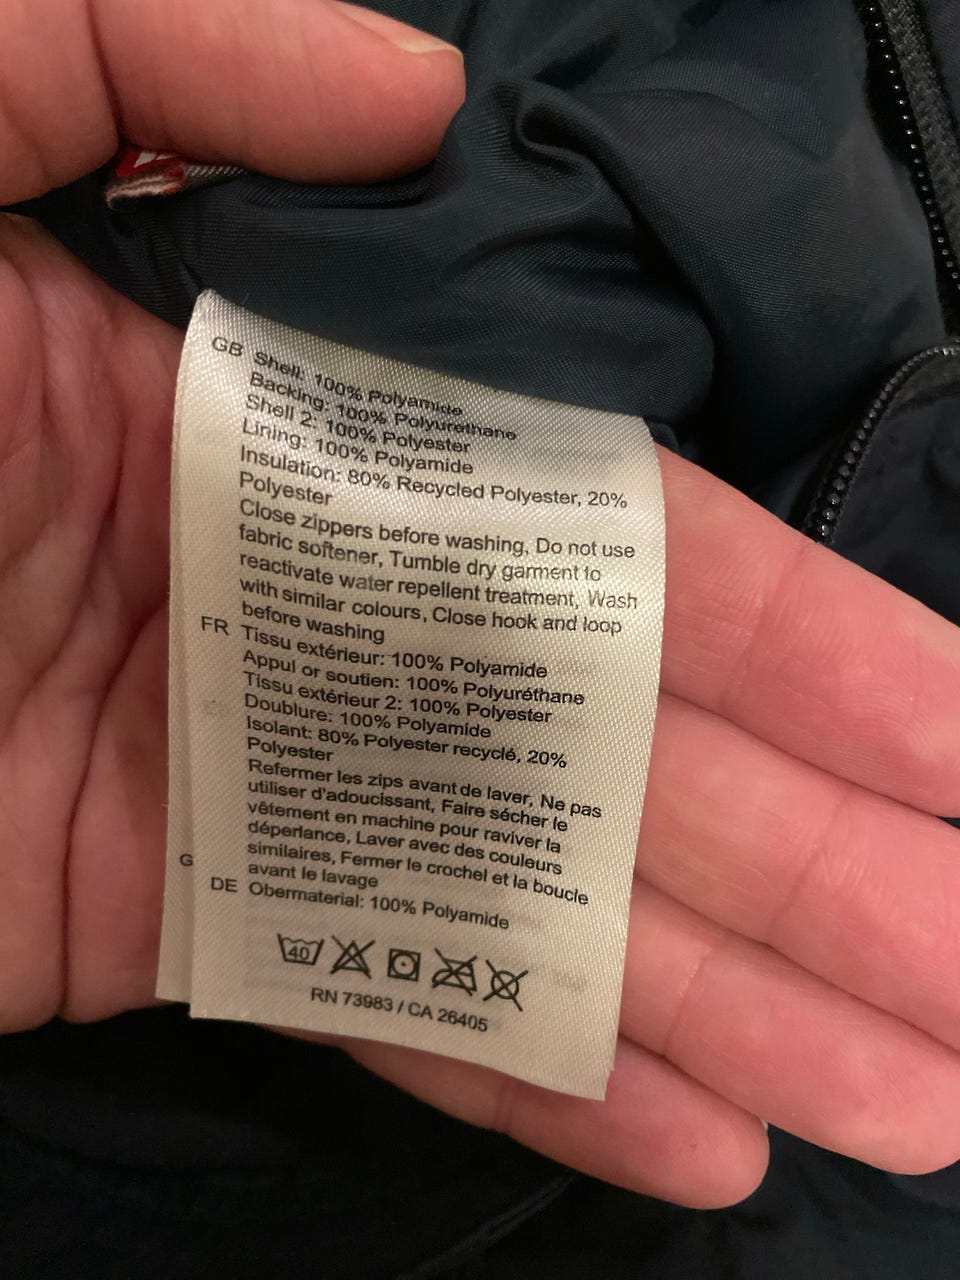 GB Shell: 100% Polyamide
Backing: 100% Polyurethane
Shell 2: 100% Polyester
Lining: 100% Polyamide
Insulation: 80% Recycled Polyester, 20%
Polyester
Close zippers before washing, Do not use
fabric softener, Tumble dry garment to
reactivate water repellent treatment, Wash
with similar colours, Close hook and loop
before washing
FR Tissu extérieur: 100% Polyamide
Appui or soutien: 100% Polyuréthane
Tissu extérieur 2: 100% Polyester
Doublure: 100% Polyamide
Isolant: 80% Polyester recyclé, 20%
Polyester
Refermer les zips avant de laver, Ne pas
utiliser d'adoucissant, Faire sécher le
vêtement en machine pour raviver la
déperlance, Laver avec des couleurs
similaires, Fermer le crochet et la boucle
avant le lavage
G
DE Obermaterial: 100% Polyamide
40
RN 73983 / CA 26405